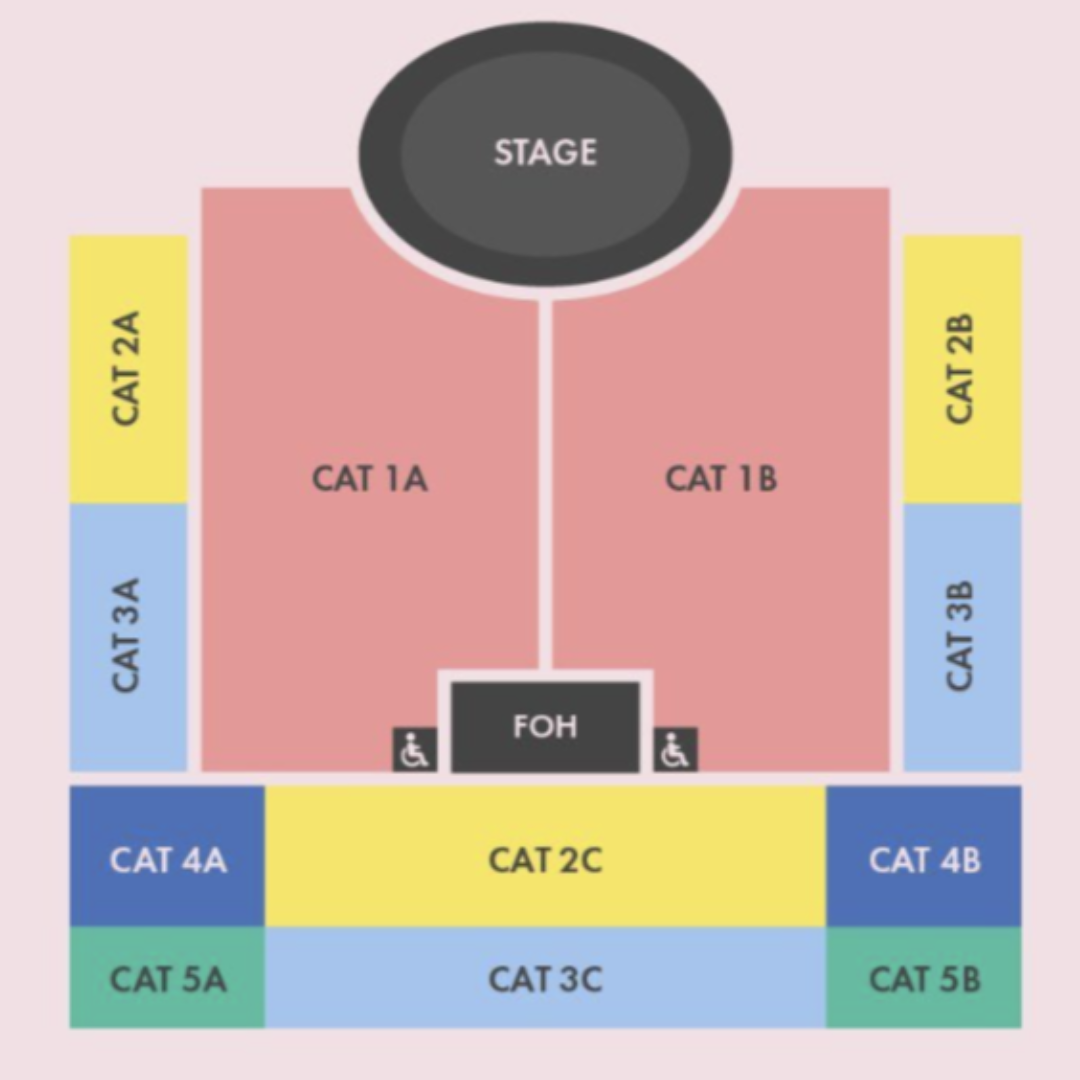 STAGE
CAT 2A
CAT 2B
CAT 1A
CAT 1B
CAT 3A
CAT 3B
FOH
CAT 4A
CAT 2C
CAT 4B
CAT 5A
CAT 3C
CAT 5B